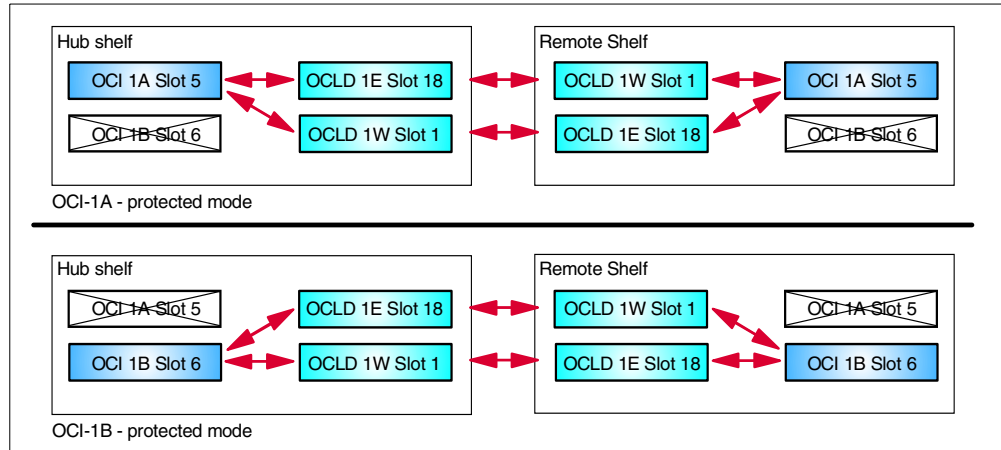 Hub shelf
Remote Shelf
OCI 1A Slot 5
OCLD 1E Slot 18
OCLD 1W Slot 1
OCI 1A Slot 5
OCI 1B Slot 6
OCLD 1W Slot 1
OCLD 1E Slot 18
OCI 1B Slot 6
OCI-1A - protected mode
Hub shelf
Remote Shelf
OCI 1A Slot 5
OCLD 1E Slot 18
OCLD 1W Slot 1
OCI 1A Slot 5
OCI 1B Slot 6
OCLD 1W Slot 1
OCLD 1E Slot 18
OCI 1B Slot 6
OCI-1B - protected mode